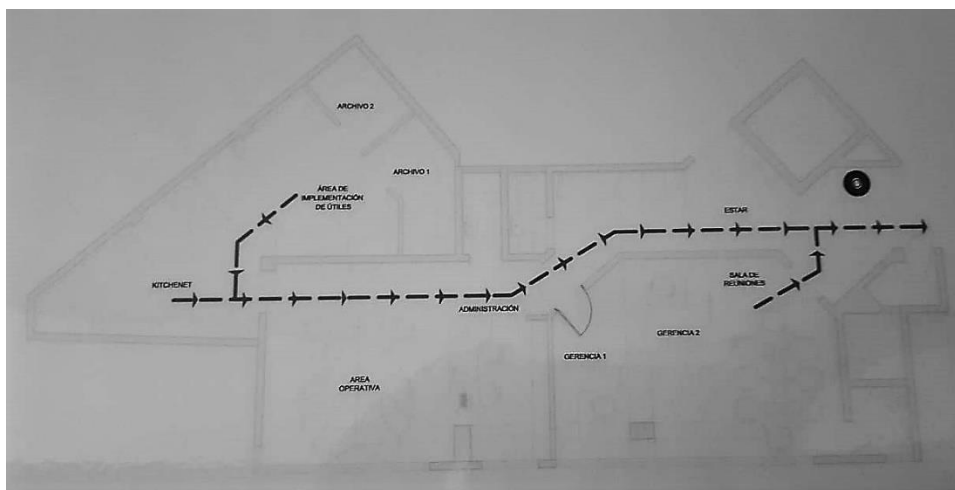 ARCHIVO 2
ARCHIVO 1
ÁREA DE
IMPLEMENTACIÓN
DE ÚTILES
ESTAR
SALA DE
REUNIONES
KITCHENET
ADMINISTRACIÓN
GERENCIA 2
GERENCIA 1
AREA
OPERATIVA